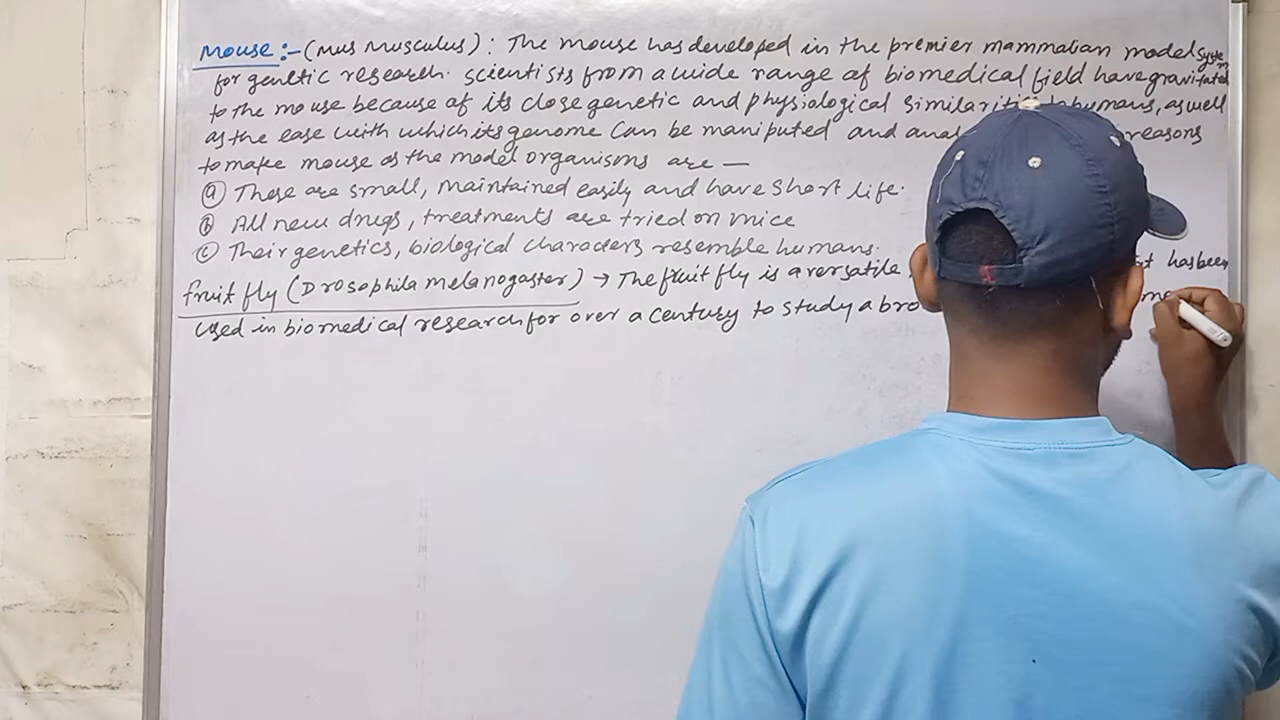 Mouse :- (Mus Musculus) : The mouse has developed in the premier mammalian model system
for genetic research. scientists from a wide range of biomedical field have gravitated
to the mouse because of its close genetic and physiological humans, as well
as the ease with which its genome can be maniputed and reasons
to make mouse as the model organisms are —
(a) These are small, maintained easily and have short life.
(b) All new drugs, treatments are tried on mice
(c) Their genetics, biological characters resemble humans.
Fruit fly (Drosophila melanogaster) → The fruit fly is a versatile has been
used in biomedical research for over a century to study a